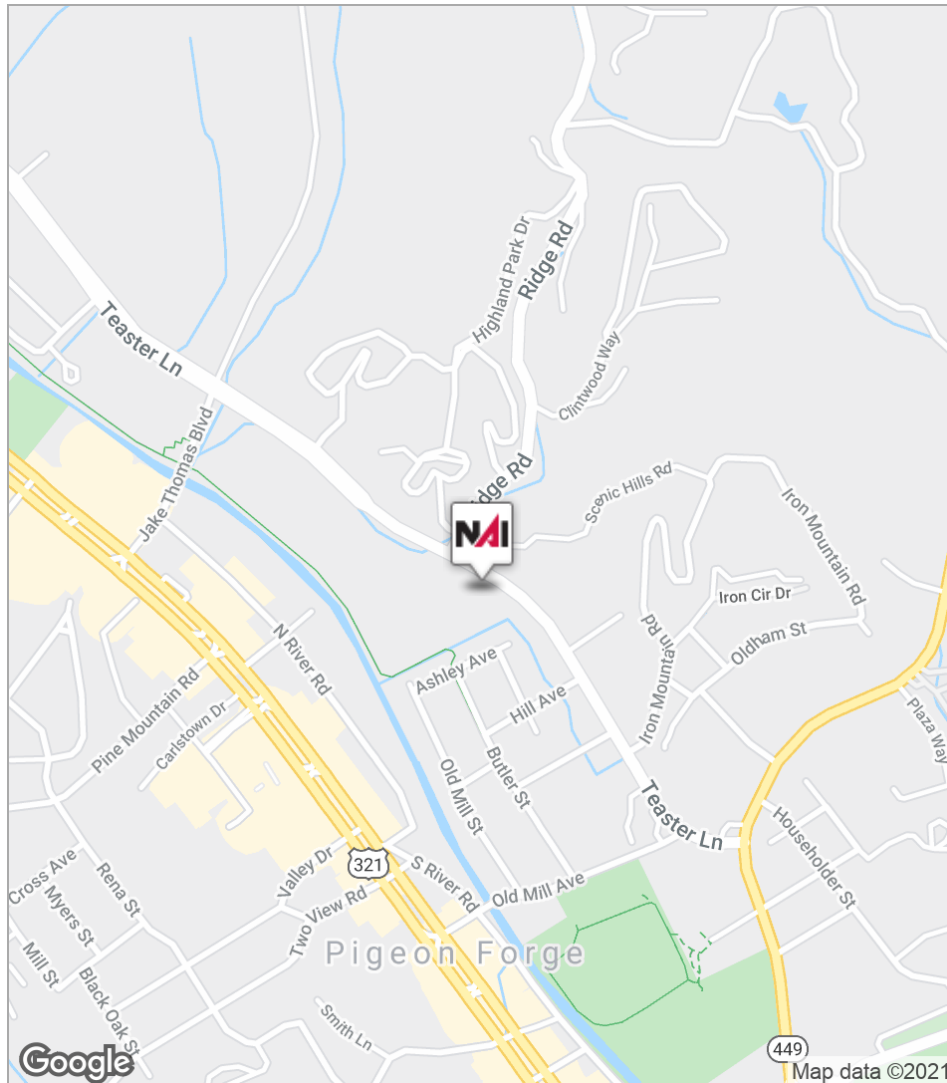 Highland Park Dr
Ridge Rd
Teaster Ln
Clintwood Way
Jake Thomas Blvd
Ridge Rd
Scenic Hills Rd
Iron Mountain Rd
NAI
Iron Cir Dr
N River Rd
Iron Mountain Rd
Oldham St
Ashley Ave
Pine Mountain Rd
Hill Ave
Carlstown Dr
Plaza Way
Old Mill St
Butler St
Teaster Ln
Householder St
Cross Ave
Rena St
Valley Dr
321
S River Rd
Old Mill Ave
Myers St
Two View Rd
Mill St
Pigeon Forge
Black Oak St
Smith Ln
449
Google
Map data ©2021